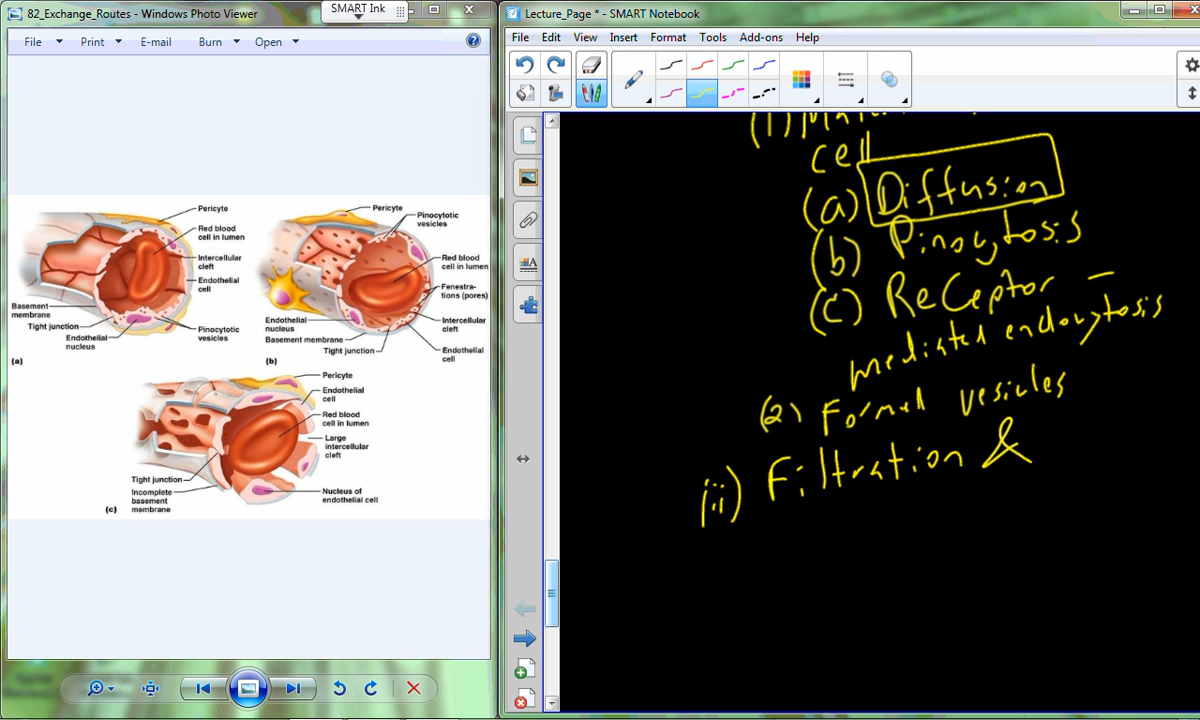 82_Exchange_Routes - Windows Photo Viewer
SMART Ink
File Print E-mail Burn Open
Pericyte
Red blood
cell in lumen
Intercellular
cleft
Endothelial
cell
Basement
membrane
Tight junction
Endothelial
nucleus
Pinocytotic
vesicles
(a)
Pericyte
Pinocytotic
vesicles
Red blood
cell in lumen
Fenestra-
tions (pores)
Intercellular
cleft
Endothelial
nucleus
Basement membrane
Tight junction
Endothelial
cell
(b)
Pericyte
Endothelial
cell
Red blood
cell in lumen
Large
intercellular
cleft
Tight junction
Incomplete
basement
membrane
Nucleus of
endothelial cell
(c)
Lecture_Page * - SMART Notebook
File Edit View Insert Format Tools Add-ons Help
(1)
cell
(a) Diffusion
(b) Pinocytosis
(c) Receptor -
mediated endocytosis
(2) Formed vesicles
(ii) Filtration &